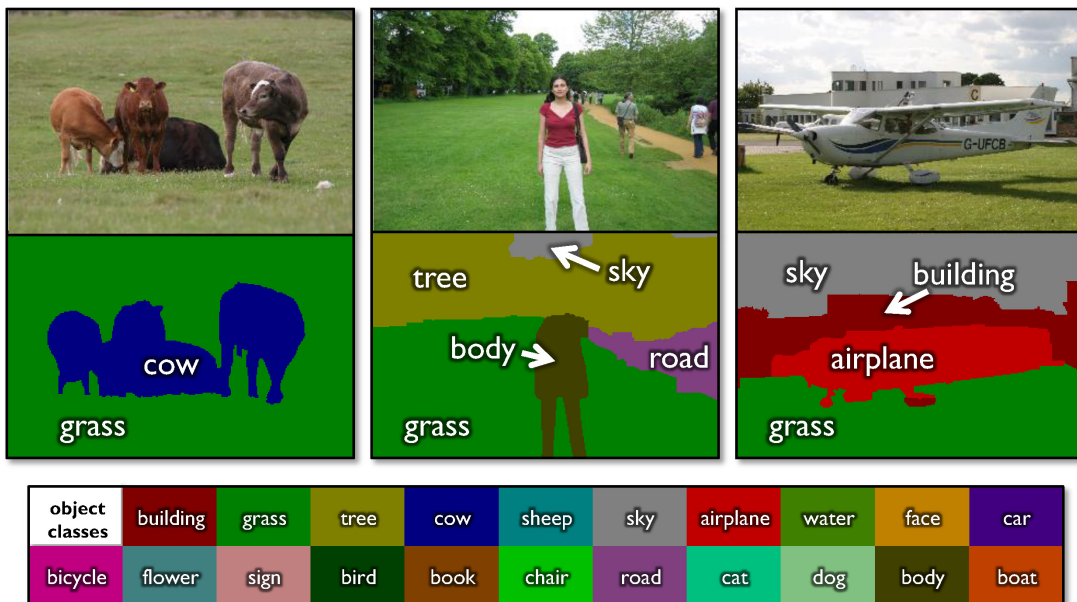 C
G-UFCB
tree
sky
sky
building
body
road
cow
airplane
grass
grass
grass
object
classes
building
grass
tree
cow
sheep
sky
airplane
water
face
car
bicycle
flower
sign
bird
book
chair
road
cat
dog
body
boat